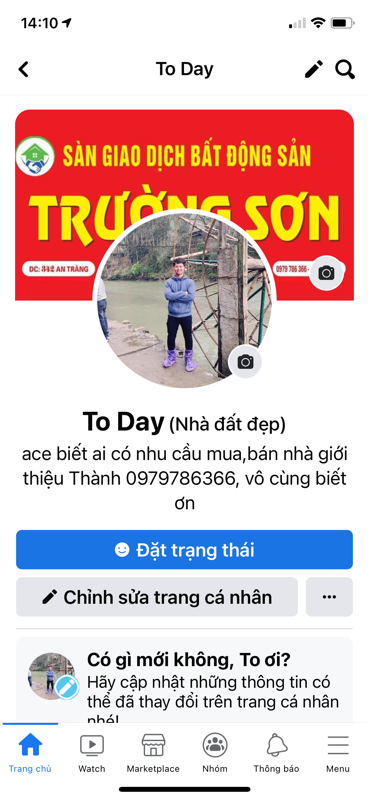 14:10
To Day
SÀN GIAO DỊCH BẤT ĐỘNG SẢN
TRƯỜNG SƠN
ĐC: 342 AN TRÀNG
0979 786 366 -
To Day (Nhà đất đẹp)
ace biết ai có nhu cầu mua,bán nhà giới
thiệu Thành 0979786366, vô cùng biết
ơn
Đặt trạng thái
Chỉnh sửa trang cá nhân
Có gì mới không, To ơi?
Hãy cập nhật những thông tin có
thể đã thay đổi trên trang cá nhân
nhé!
Trang chủ
Watch
Marketplace
Nhóm
Thông báo
Menu